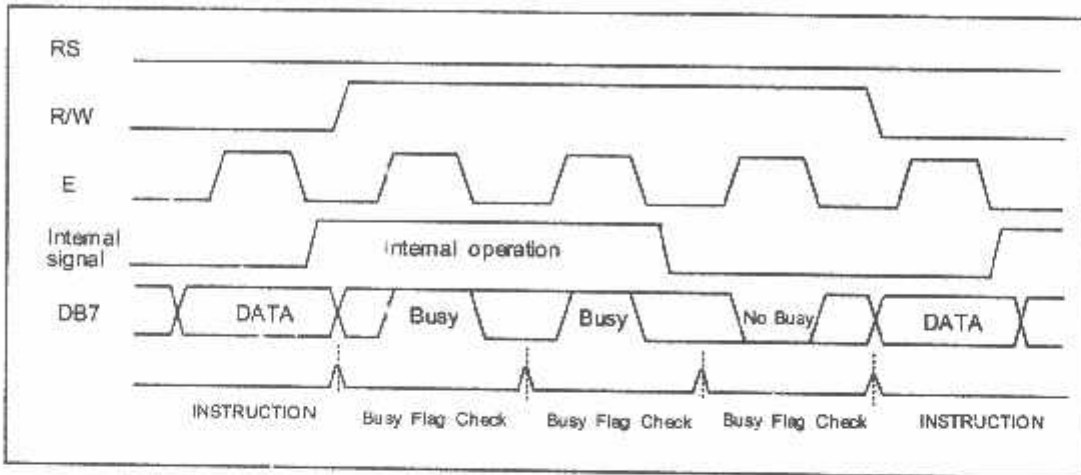 RS
R/W
E
Internal
signal
Internal operation
DB7
DATA
Busy
Busy
No Busy
DATA
INSTRUCTION
Busy Flag Check
Busy Flag Check
Busy Flag Check
INSTRUCTION